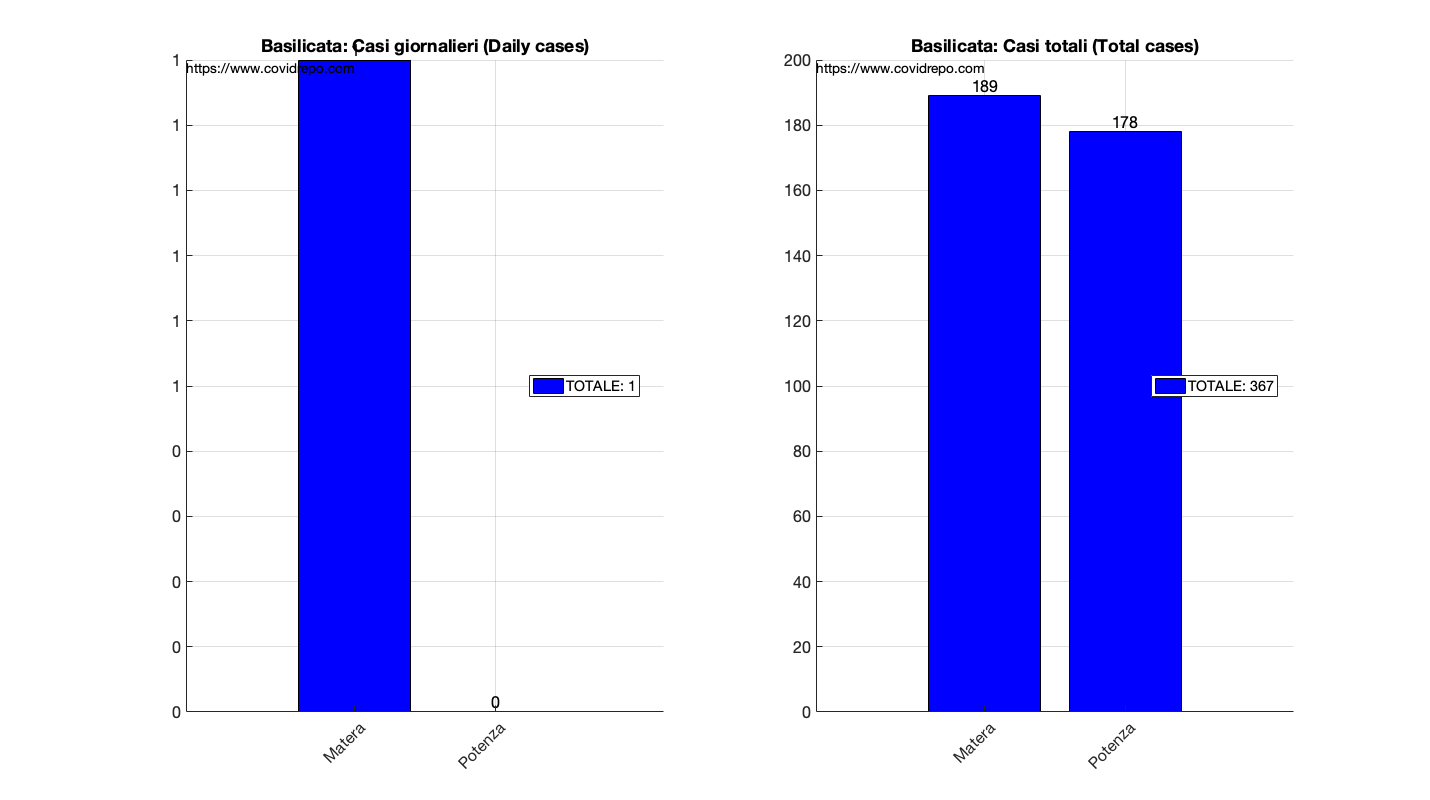 Basilicata: Casi giornalieri (Daily cases)
1
https://www.covidrepo.com
1
1
1
1
1
1
0
0
0
0
0
0
TOTALE: 1
Matera
Potenza
Basilicata: Casi totali (Total cases)
https://www.covidrepo.com
200
180
160
140
120
100
80
60
40
20
0
189
178
TOTALE: 367
Matera
Potenza